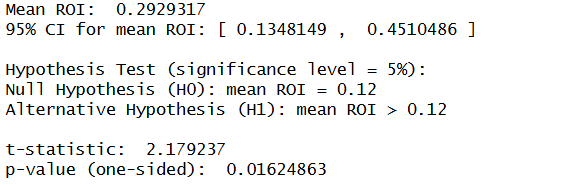 Mean ROI:  0.2929317
95% CI for mean ROI: [ 0.1348149 ,  0.4510486 ]
Hypothesis Test (significance level = 5%):
Null Hypothesis (H0): mean ROI = 0.12
Alternative Hypothesis (H1): mean ROI > 0.12
t-statistic:  2.179237
p-value (one-sided):  0.01624863